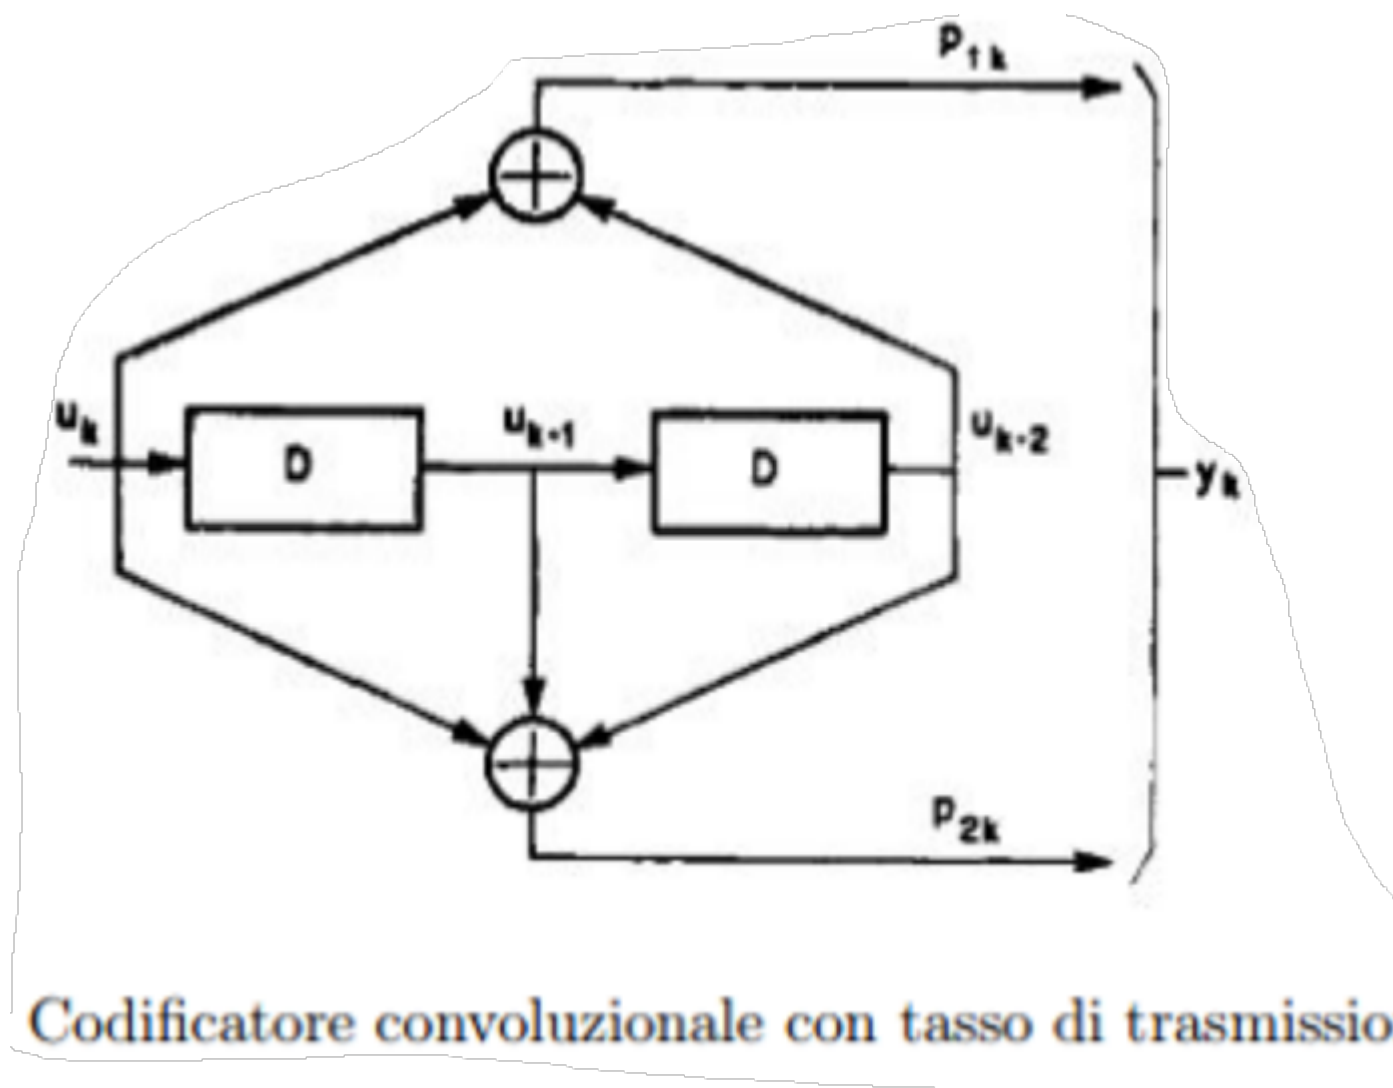 p1k
uk
D
uk-1
D
uk-2
yk
p2k
Codificatore convoluzionale con tasso di trasmissio